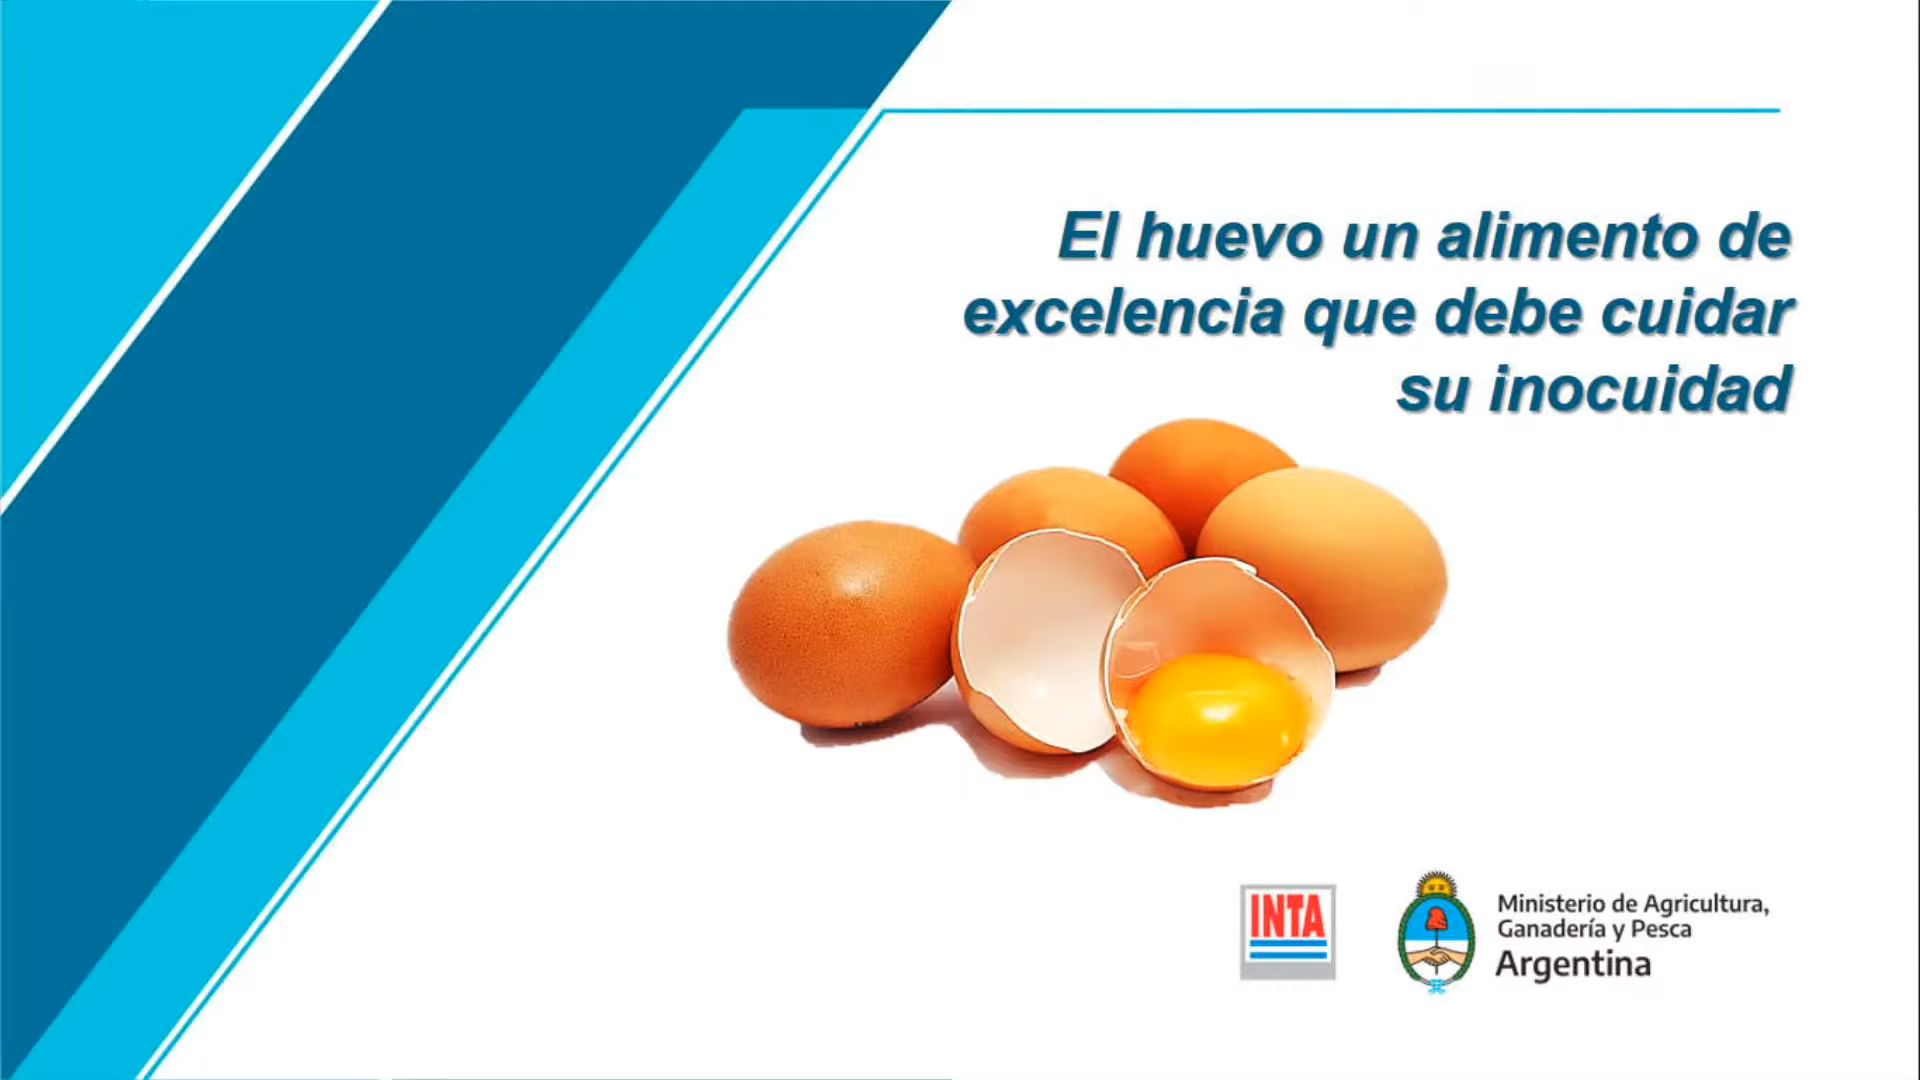 El huevo un alimento de
excelencia que debe cuidar
su inocuidad
INTA
Ministerio de Agricultura,
Ganadería y Pesca
Argentina